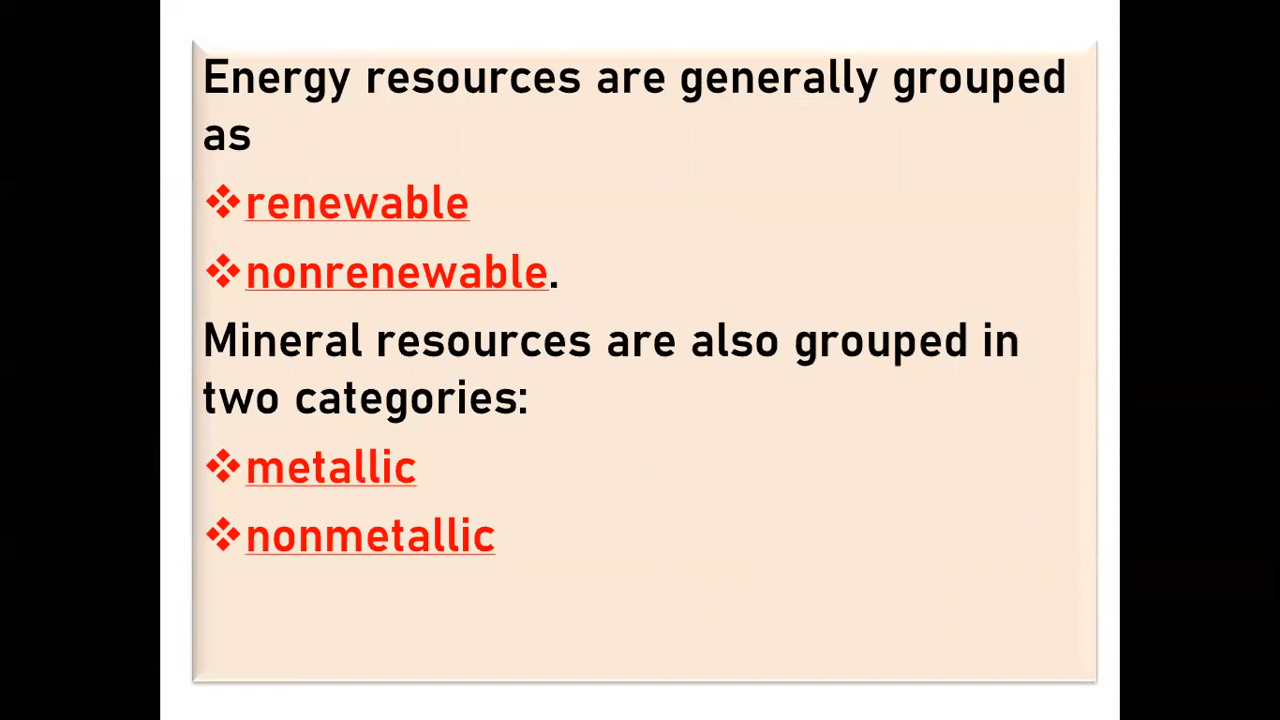 Energy resources are generally grouped
as
❖renewable
❖nonrenewable.
Mineral resources are also grouped in
two categories:
❖metallic
❖nonmetallic